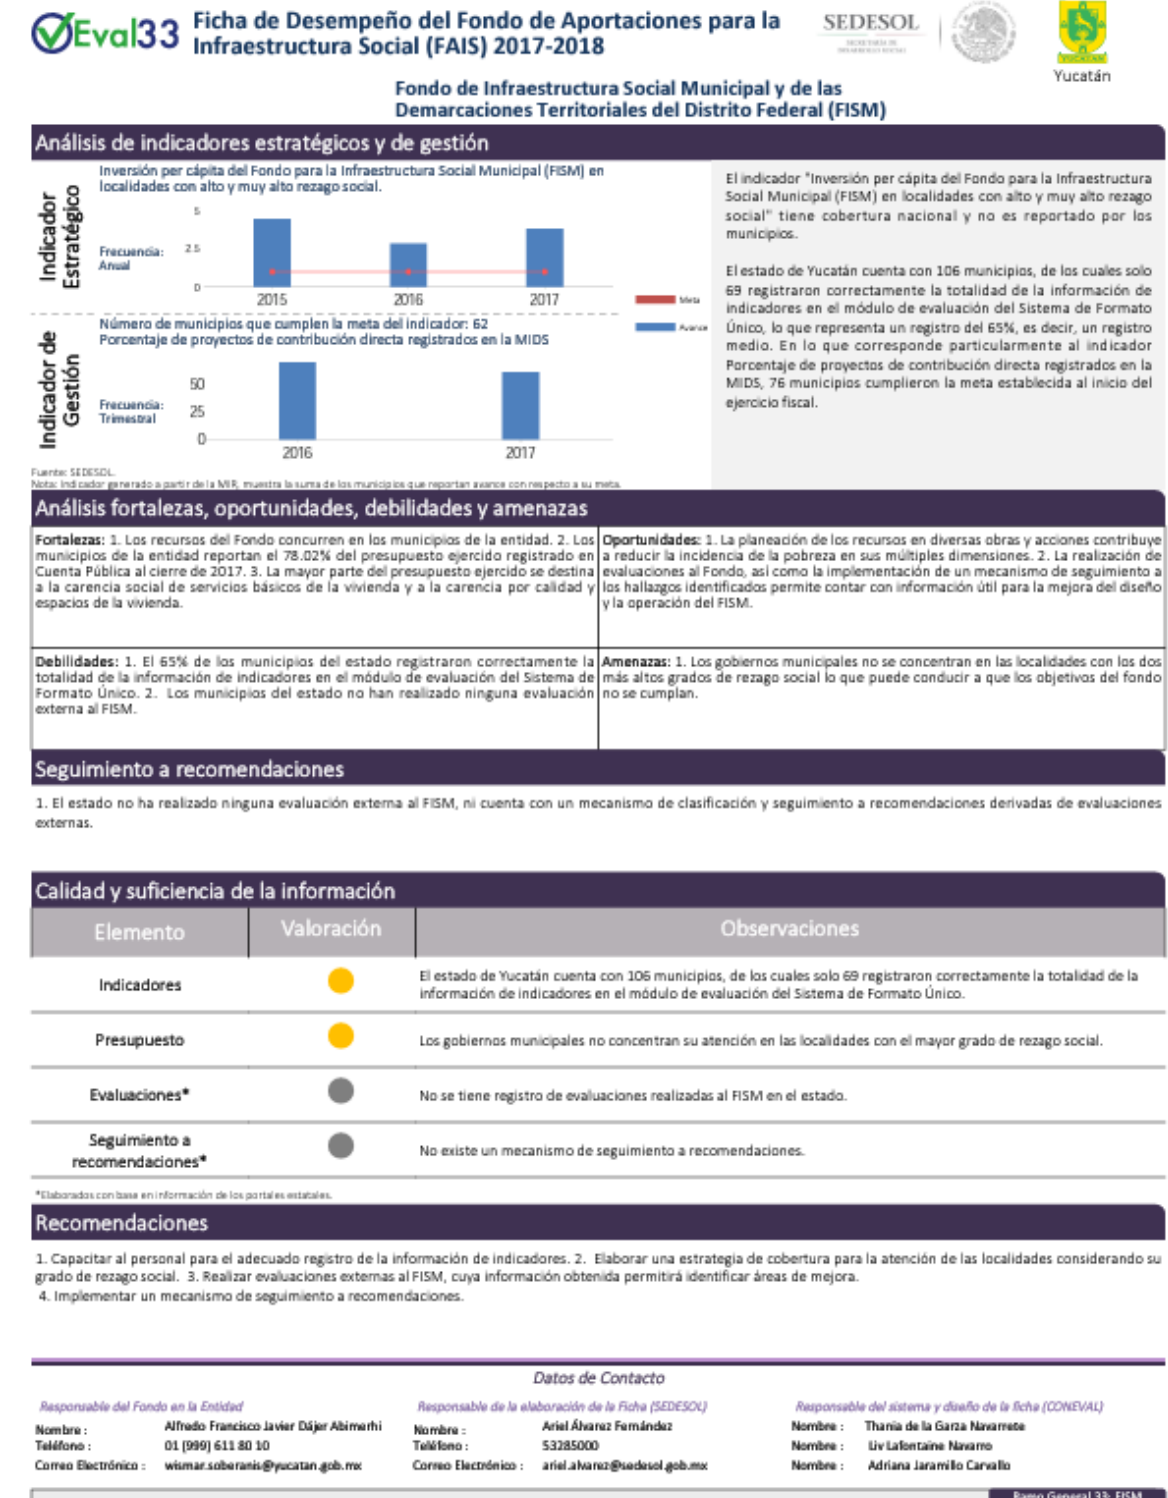 Eval33
Ficha de Desempeño del Fondo de Aportaciones para la
Infraestructura Social (FAIS) 2017-2018
SEDESOL
SECRETARÍA DE
DESARROLLO SOCIAL
YUCATÁN
Yucatán
Fondo de Infraestructura Social Municipal y de las
Demarcaciones Territoriales del Distrito Federal (FISM)
Análisis de indicadores estratégicos y de gestión
Indicador
Estratégico
Inversión per cápita del Fondo para la Infraestructura Social Municipal (FISM) en
localidades con alto y muy alto rezago social.
Frecuencia:
Anual
5
2.5
0
2015 2016 2017
Meta
Avance
Indicador de
Gestión
Número de municipios que cumplen la meta del indicador: 62
Porcentaje de proyectos de contribución directa registrados en la MIDS
Frecuencia:
Trimestral
50
25
0
2016 2017
Fuente: SEDESOL.
Nota: Indicador generado a partir de la MIR, muestra la suma de los municipios que reportan avance con respecto a su meta.
El indicador "Inversión per cápita del Fondo para la Infraestructura
Social Municipal (FISM) en localidades con alto y muy alto rezago
social" tiene cobertura nacional y no es reportado por los
municipios.
El estado de Yucatán cuenta con 106 municipios, de los cuales solo
69 registraron correctamente la totalidad de la información de
indicadores en el módulo de evaluación del Sistema de Formato
Único, lo que representa un registro del 65%, es decir, un registro
medio. En lo que corresponde particularmente al indicador
Porcentaje de proyectos de contribución directa registrados en la
MIDS, 76 municipios cumplieron la meta establecida al inicio del
ejercicio fiscal.
Análisis fortalezas, oportunidades, debilidades y amenazas
Fortalezas: 1. Los recursos del Fondo concurren en los municipios de la entidad. 2. Los
municipios de la entidad reportan el 78.02% del presupuesto ejercido registrado en
Cuenta Pública al cierre de 2017. 3. La mayor parte del presupuesto ejercido se destina
a la carencia social de servicios básicos de la vivienda y a la carencia por calidad y
espacios de la vivienda.
Oportunidades: 1. La planeación de los recursos en diversas obras y acciones contribuye
a reducir la incidencia de la pobreza en sus múltiples dimensiones. 2. La realización de
evaluaciones al Fondo, así como la implementación de un mecanismo de seguimiento a
los hallazgos identificados permite contar con información útil para la mejora del diseño
y la operación del FISM.
Debilidades: 1. El 65% de los municipios del estado registraron correctamente la
totalidad de la información de indicadores en el módulo de evaluación del Sistema de
Formato Único. 2. Los municipios del estado no han realizado ninguna evaluación
externa al FISM.
Amenazas: 1. Los gobiernos municipales no se concentran en las localidades con los dos
más altos grados de rezago social lo que puede conducir a que los objetivos del fondo
no se cumplan.
Seguimiento a recomendaciones
1. El estado no ha realizado ninguna evaluación externa al FISM, ni cuenta con un mecanismo de clasificación y seguimiento a recomendaciones derivadas de evaluaciones
externas.
Calidad y suficiencia de la información
Elemento Valoración Observaciones
Indicadores
El estado de Yucatán cuenta con 106 municipios, de los cuales solo 69 registraron correctamente la totalidad de la
información de indicadores en el módulo de evaluación del Sistema de Formato Único.
Presupuesto
Los gobiernos municipales no concentran su atención en las localidades con el mayor grado de rezago social.
Evaluaciones*
No se tiene registro de evaluaciones realizadas al FISM en el estado.
Seguimiento a
recomendaciones*
No existe un mecanismo de seguimiento a recomendaciones.
*Elaborados con base en información de los portales estatales.
Recomendaciones
1. Capacitar al personal para el adecuado registro de la información de indicadores. 2. Elaborar una estrategia de cobertura para la atención de las localidades considerando su
grado de rezago social. 3. Realizar evaluaciones externas al FISM, cuya información obtenida permitirá identificar áreas de mejora.
4. Implementar un mecanismo de seguimiento a recomendaciones.
Datos de Contacto
Responsable del Fondo en la Entidad
Nombre : Alfredo Francisco Javier Dájer Abimerhi
Teléfono : 01 (999) 611 80 10
Correo Electrónico : wismar.soberanis@yucatan.gob.mx
Responsable de la elaboración de la Ficha (SEDESOL)
Nombre : Ariel Álvarez Fernández
Teléfono : 53285000
Correo Electrónico : ariel.alvarez@sedesol.gob.mx
Responsable del sistema y diseño de la ficha (CONEVAL)
Nombre : Thania de la Garza Navarrete
Nombre : Liv Lafontaine Navarro
Nombre : Adriana Jaramillo Carvallo
Ramo General 33: FISM